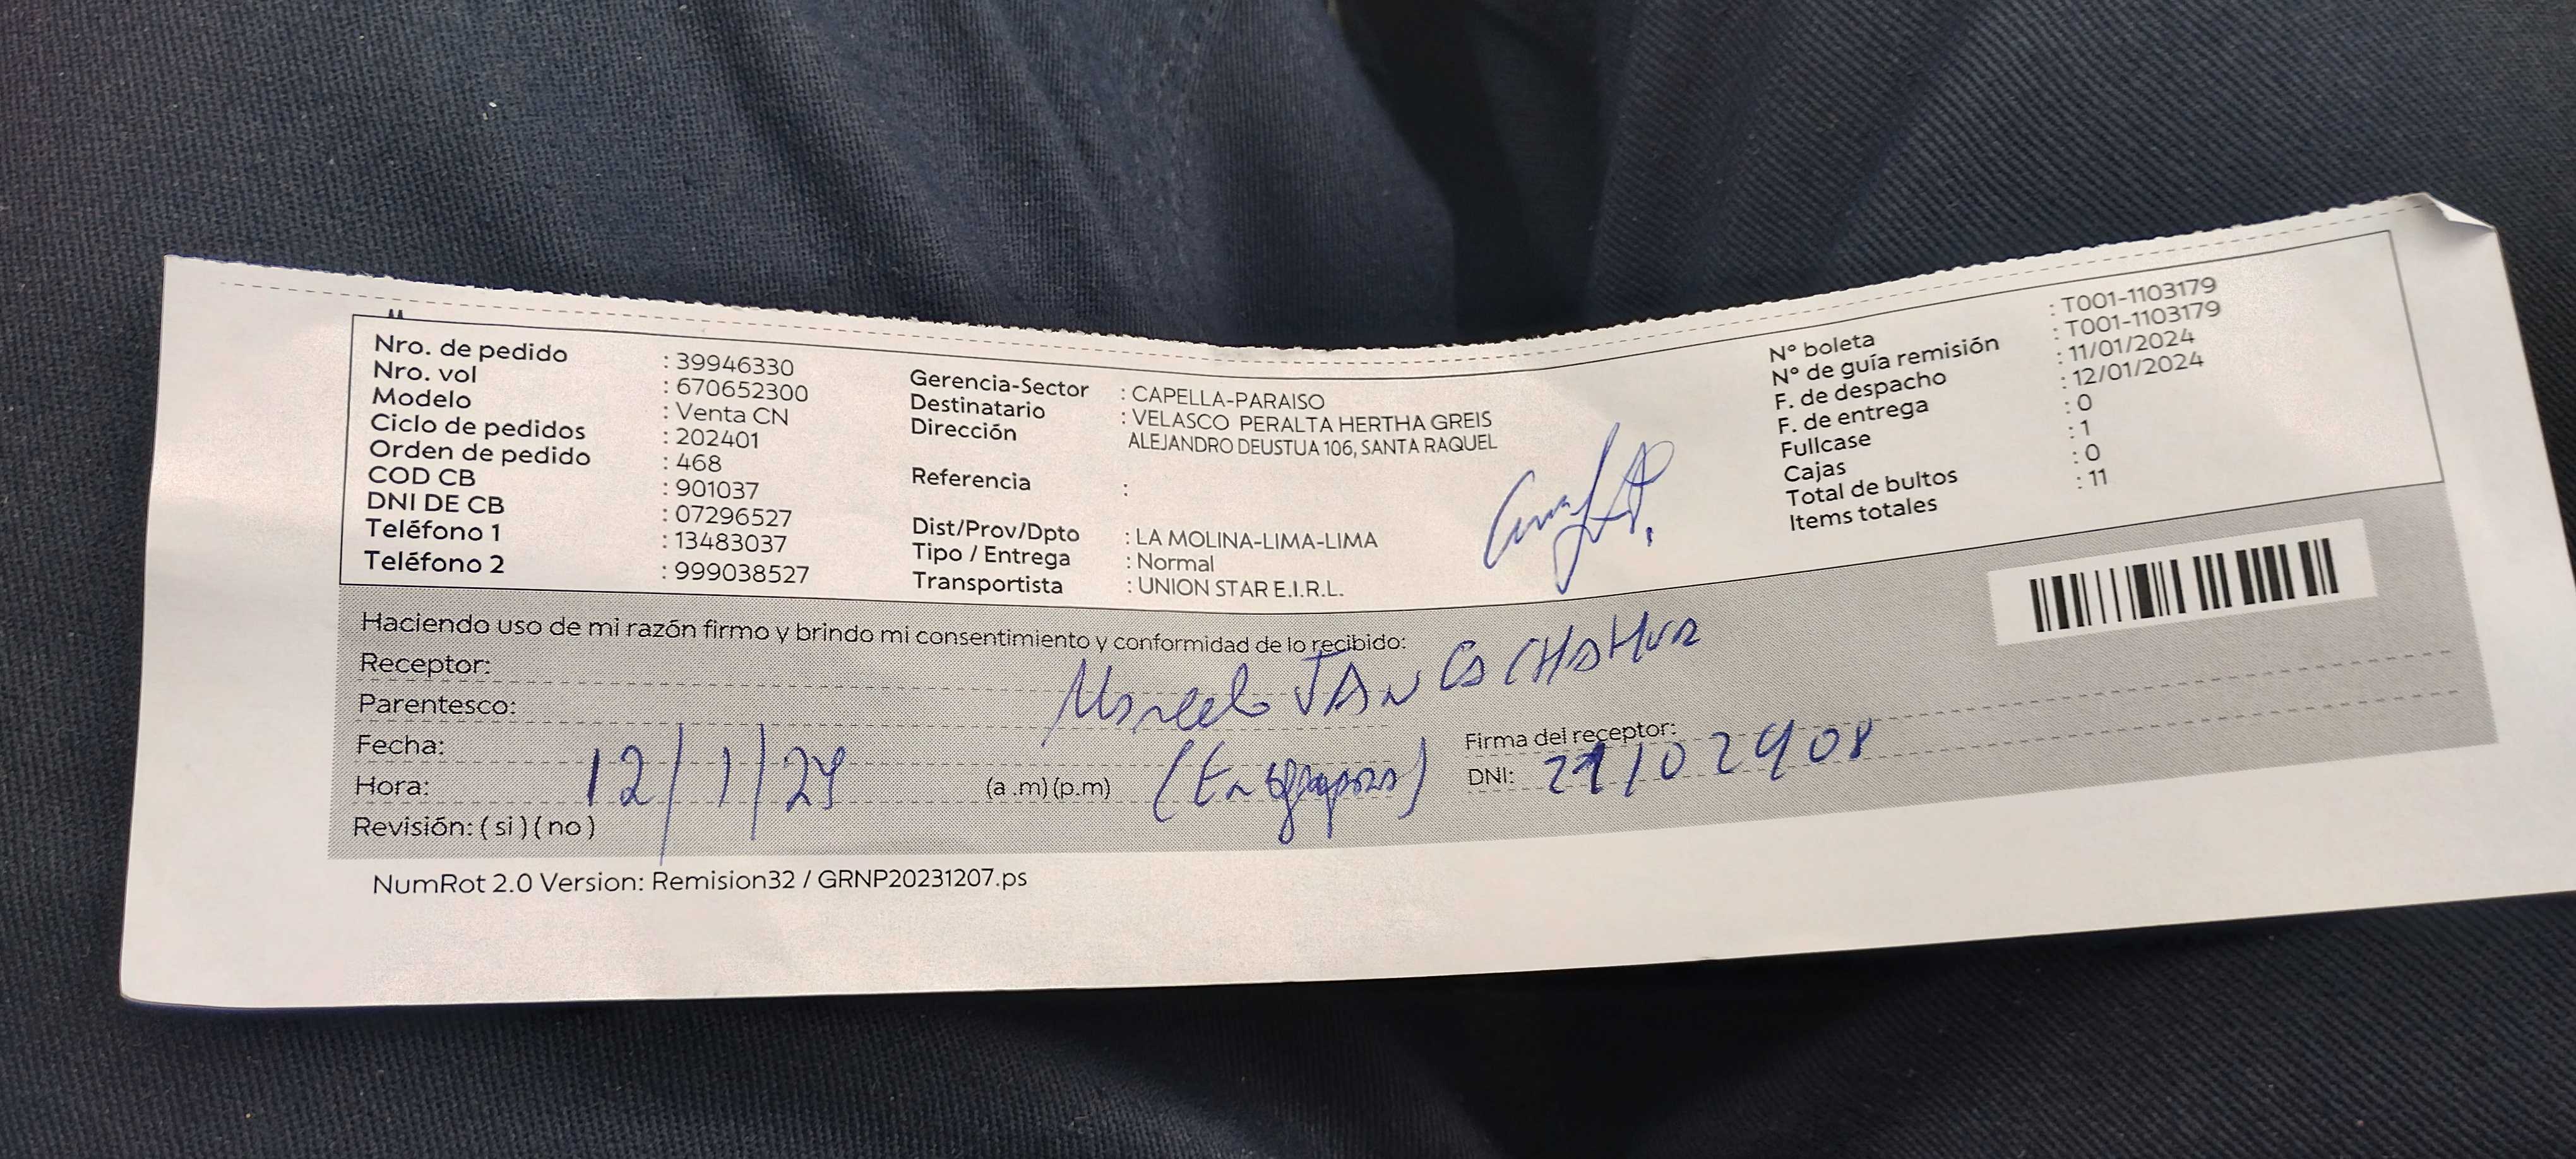 Nro. de pedido : 39946330
Nro. vol : 670652300
Modelo : Venta CN
Ciclo de pedidos : 202401
Orden de pedido : 468
COD CB : 901037
DNI DE CB : 07296527
Teléfono 1 : 13483037
Teléfono 2 : 999038527
Gerencia-Sector : CAPELLA-PARAISO
Destinatario : VELASCO PERALTA HERTHA GREIS
Dirección ALEJANDRO DEUSTUA 106, SANTA RAQUEL
Referencia :
Dist/Prov/Dpto : LA MOLINA-LIMA-LIMA
Tipo / Entrega : Normal
Transportista : UNION STAR E.I.R.L.
N° boleta : T001-1103179
N° de guía remisión : T001-1103179
F. de despacho : 11/01/2024
F. de entrega : 12/01/2024
Fullcase : 0
Cajas : 1
Total de bultos : 0
Items totales : 11
Haciendo uso de mi razón firmo y brindo mi consentimiento y conformidad de lo recibido:
Receptor:
Parentesco:
Fecha: 12/1/24
Hora: (a .m) (p.m)
Revisión: ( si ) ( no )
Firma del receptor:
DNI:
NumRot 2.0 Version: Remision32 / GRNP20231207.ps